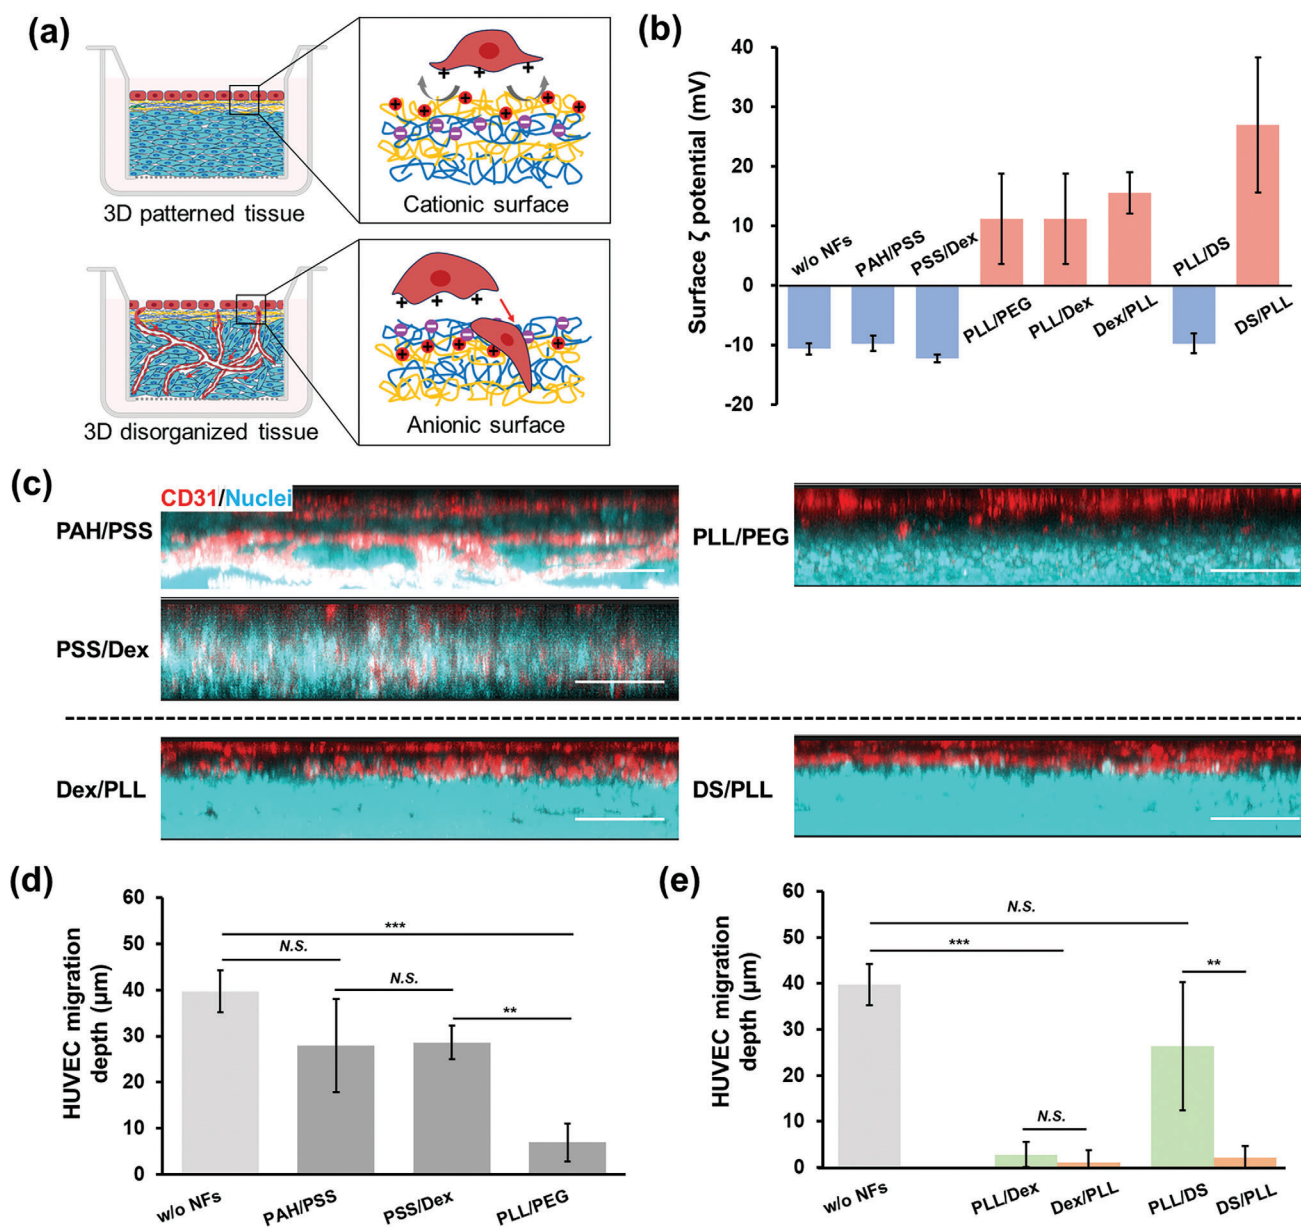 (a)
3D patterned tissue
Cationic surface
3D disorganized tissue
Anionic surface
(b)
Surface ζ potential (mV)
40
30
20
10
0
-10
-20
w/o NFs
PAH/PSS
PSS/Dex
PLL/PEG
PLL/Dex
Dex/PLL
PLL/DS
DS/PLL
(c)
CD31/Nuclei
PAH/PSS
PLL/PEG
PSS/Dex
Dex/PLL
DS/PLL
(d)
HUVEC migration
depth (μm)
60
50
40
30
20
10
0
***
N.S.
N.S.
**
w/o NFs
PAH/PSS
PSS/Dex
PLL/PEG
(e)
HUVEC migration
depth (μm)
60
50
40
30
20
10
0
N.S.
***
**
N.S.
w/o NFs
PLL/Dex
Dex/PLL
PLL/DS
DS/PLL